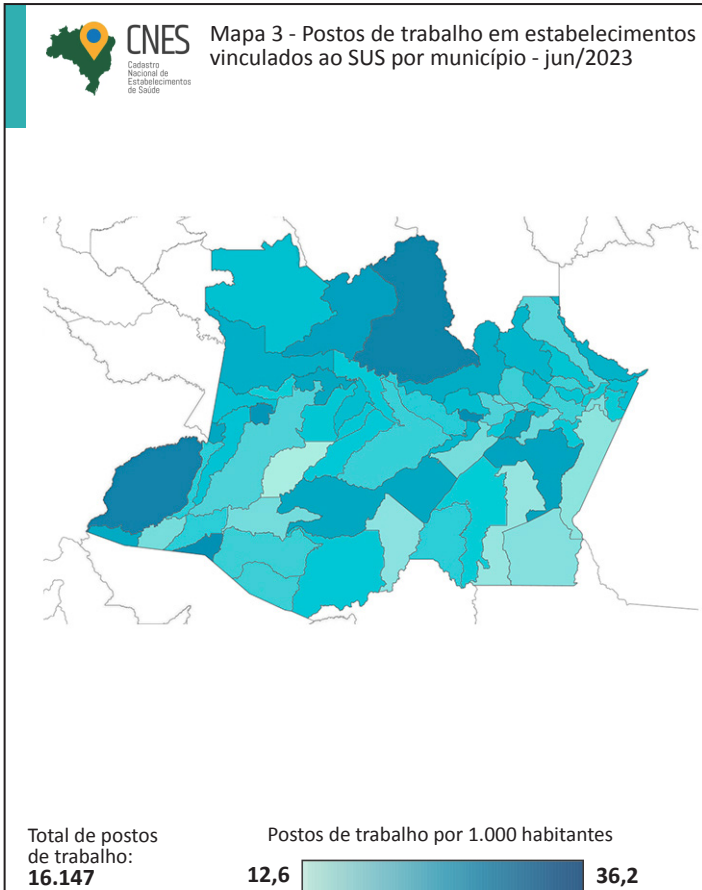 CNES
Cadastro
Nacional de
Estabelecimentos
de Saúde
Mapa 3 - Postos de trabalho em estabelecimentos
vinculados ao SUS por município - jun/2023
Total de postos
de trabalho:
16.147
Postos de trabalho por 1.000 habitantes
12,6
36,2